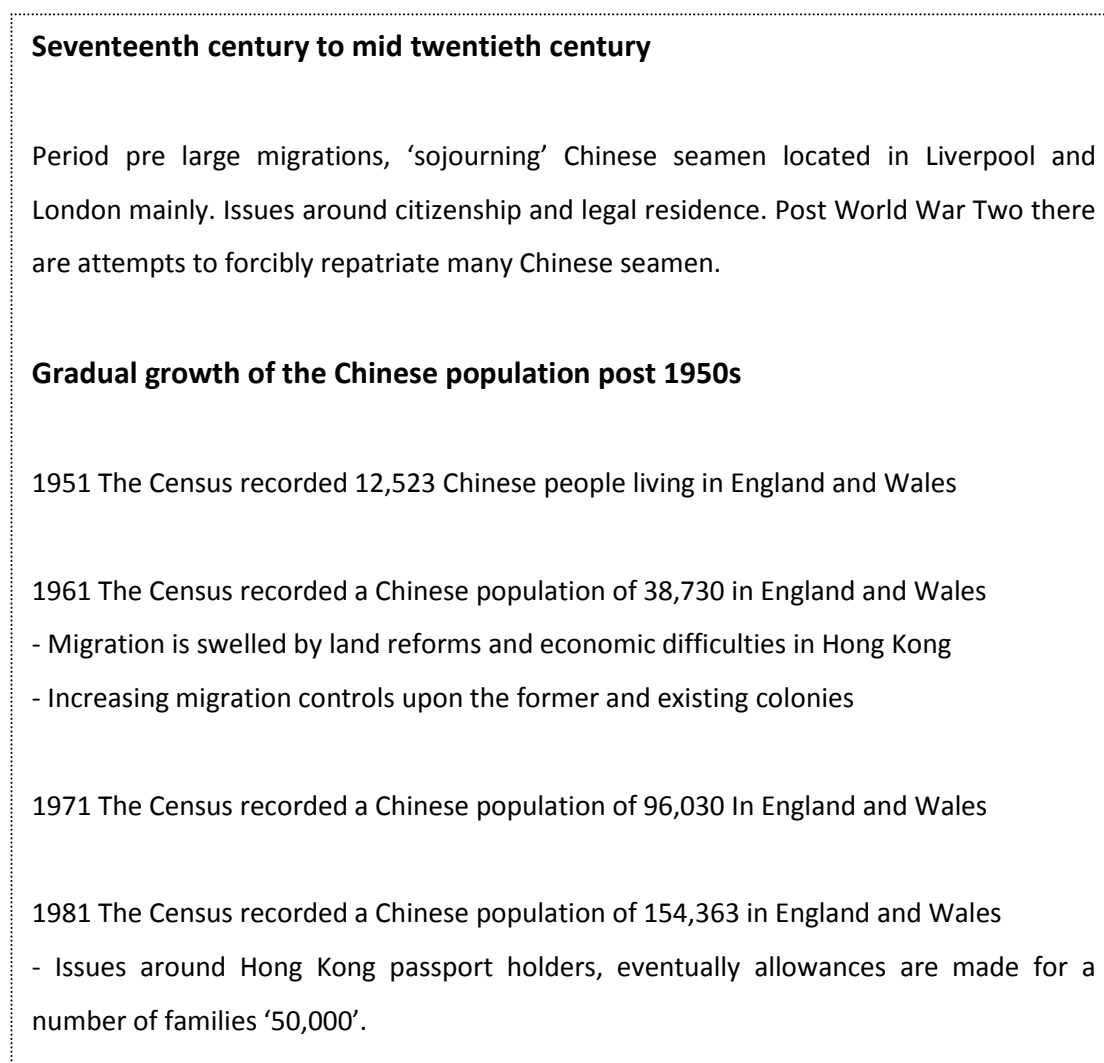 Seventeenth century to mid twentieth century
Period pre large migrations, ‘sojourning’ Chinese seamen located in Liverpool and
London mainly. Issues around citizenship and legal residence. Post World War Two there
are attempts to forcibly repatriate many Chinese seamen.
Gradual growth of the Chinese population post 1950s
1951 The Census recorded 12,523 Chinese people living in England and Wales
1961 The Census recorded a Chinese population of 38,730 in England and Wales
- Migration is swelled by land reforms and economic difficulties in Hong Kong
- Increasing migration controls upon the former and existing colonies
1971 The Census recorded a Chinese population of 96,030 In England and Wales
1981 The Census recorded a Chinese population of 154,363 in England and Wales
- Issues around Hong Kong passport holders, eventually allowances are made for a
number of families ‘50,000’.